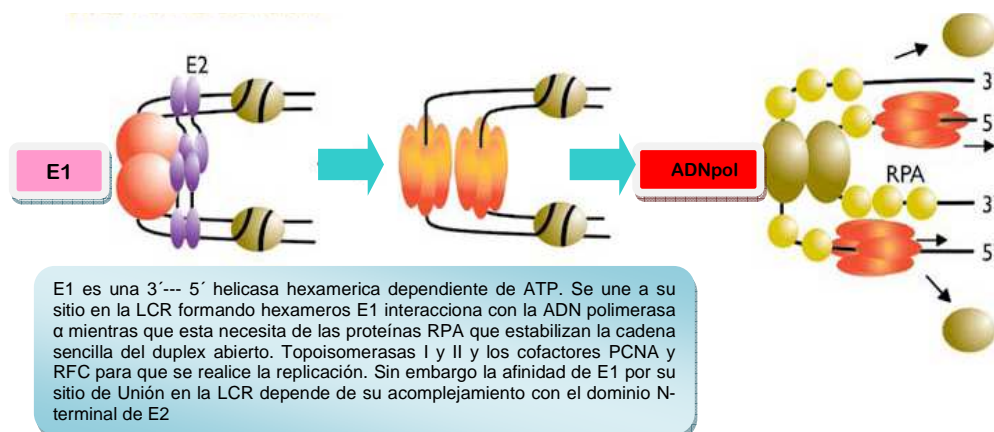 E2
E1
ADNpol
3
5
RPA
3
5
E1 es una 3´--- 5´ helicasa hexamerica dependiente de ATP. Se une a su
sitio en la LCR formando hexameros E1 interacciona con la ADN polimerasa
α mientras que esta necesita de las proteínas RPA que estabilizan la cadena
sencilla del duplex abierto. Topoisomerasas I y II y los cofactores PCNA y
RFC para que se realice la replicación. Sin embargo la afinidad de E1 por su
sitio de Unión en la LCR depende de su acomplejamiento con el dominio N-
terminal de E2